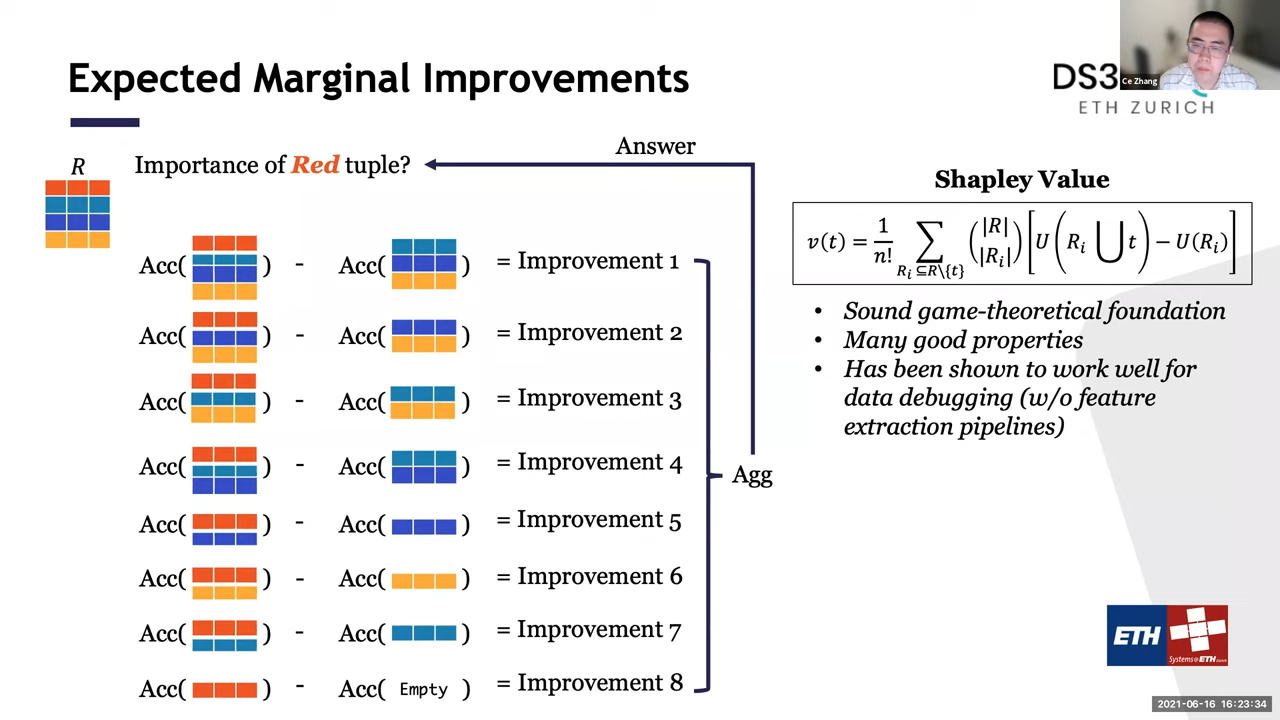 Expected Marginal Improvements
DS3
ETH ZURICH
Ce Zhang
R
Importance of Red tuple?
Answer
Acc( ) - Acc( ) = Improvement 1
Acc( ) - Acc( ) = Improvement 2
Acc( ) - Acc( ) = Improvement 3
Acc( ) - Acc( ) = Improvement 4
Acc( ) - Acc( ) = Improvement 5
Acc( ) - Acc( ) = Improvement 6
Acc( ) - Acc( ) = Improvement 7
Acc( ) - Acc( Empty ) = Improvement 8
Agg
Shapley Value
v(t) = 1/n! ∑_{R_i ⊆ R\{t}} (|R| |R_i|) [U(R_i ⋃ t) − U(R_i)]
• Sound game-theoretical foundation
• Many good properties
• Has been shown to work well for
data debugging (w/o feature
extraction pipelines)
ETH
Systems@ETH Zürich
2021-06-16 16:23:34